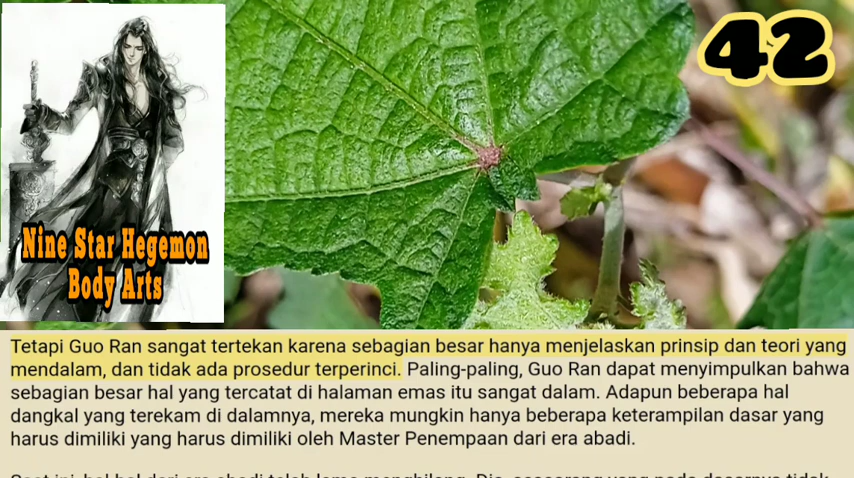 42
Nine Star Hegemon
Body Arts
Tetapi Guo Ran sangat tertekan karena sebagian besar hanya menjelaskan prinsip dan teori yang
mendalam, dan tidak ada prosedur terperinci. Paling-paling, Guo Ran dapat menyimpulkan bahwa
sebagian besar hal yang tercatat di halaman emas itu sangat dalam. Adapun beberapa hal
dangkal yang terekam di dalamnya, mereka mungkin hanya beberapa keterampilan dasar yang
harus dimiliki yang harus dimiliki oleh Master Penempaan dari era abadi.